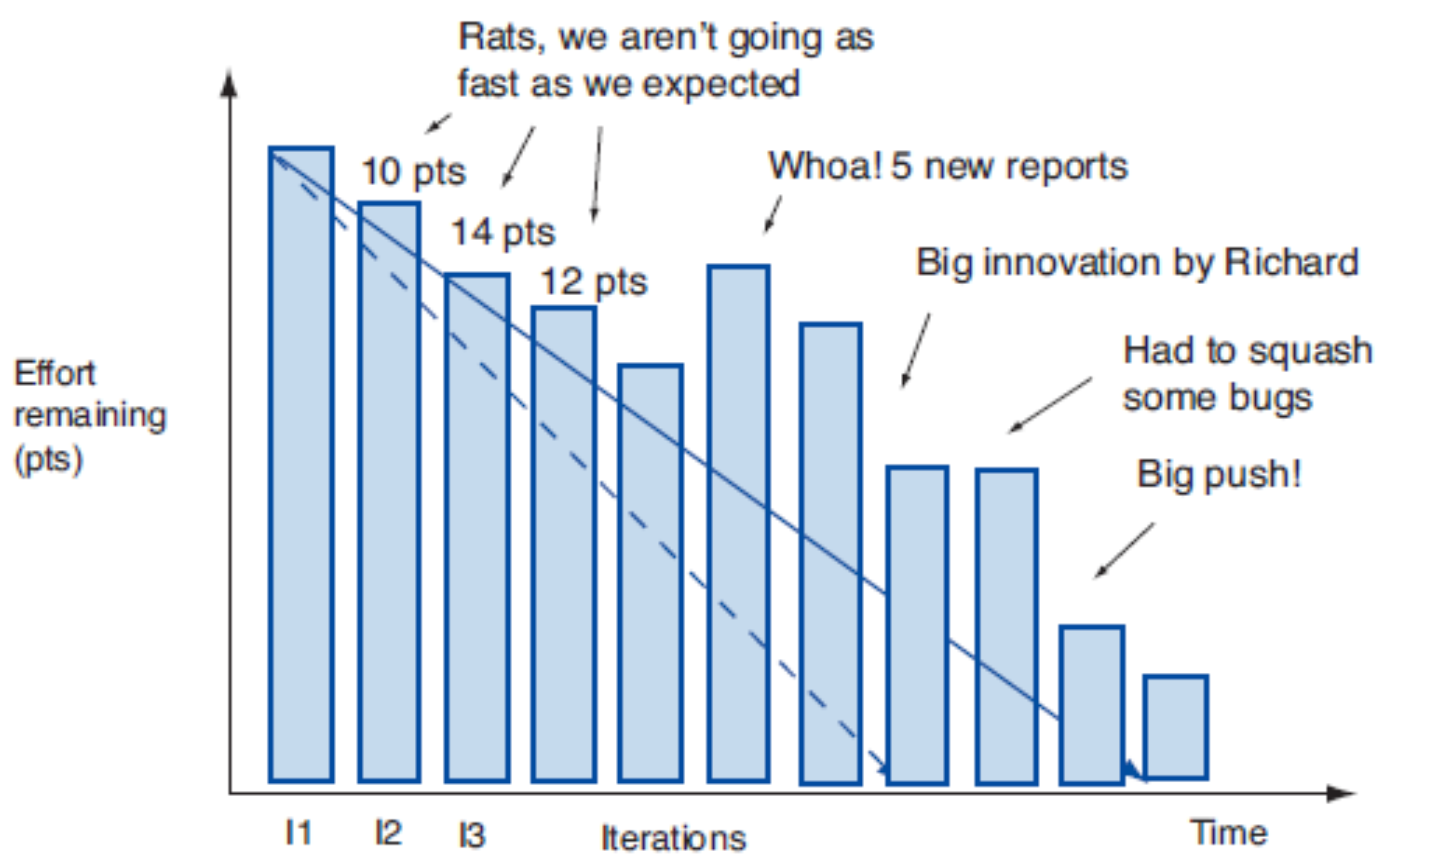 Rats, we aren't going as
fast as we expected
10 pts
14 pts
12 pts
Whoa! 5 new reports
Big innovation by Richard
Had to squash
some bugs
Big push!
Effort
remaining
(pts)
I1 I2 I3 Iterations Time